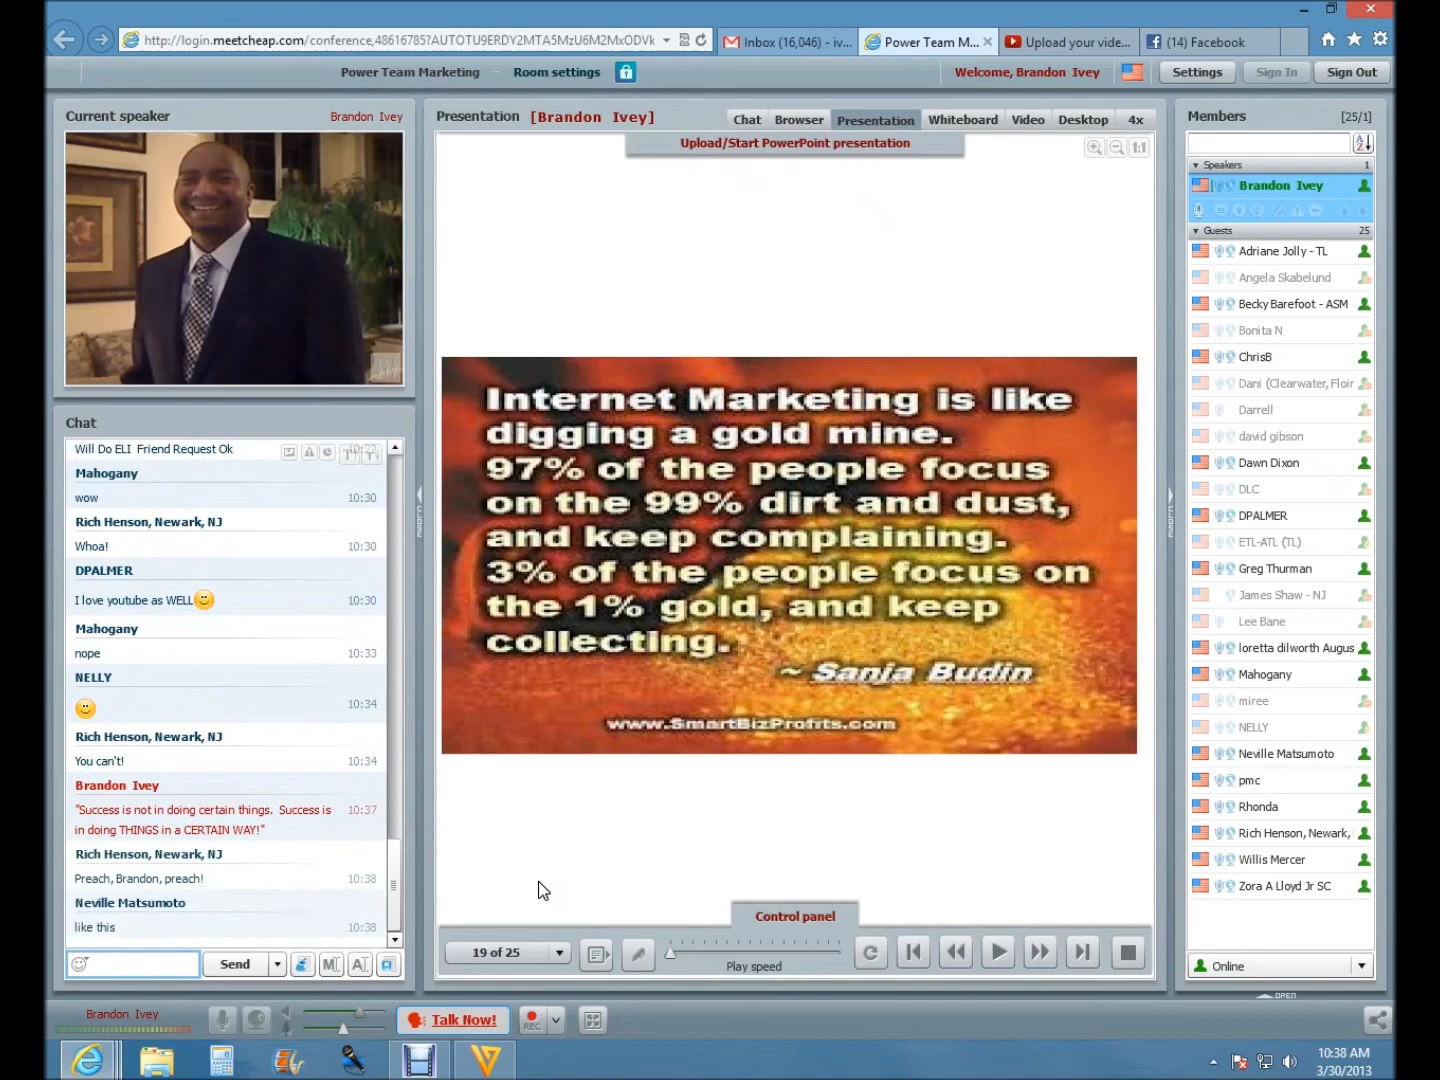 http://login.meetcheap.com/conference,48616785?AUTOTU9ERDY2MTA5MzU6M2MxODVk
Inbox (16,046) - iv...
Power Team M...
Upload your vide...
(14) Facebook
Power Team Marketing
Room settings
Welcome, Brandon Ivey
Settings
Sign In
Sign Out
Current speaker
Brandon Ivey
Presentation [Brandon Ivey]
Chat
Browser
Presentation
Whiteboard
Video
Desktop
4x
Upload/Start PowerPoint presentation
1:1
Internet Marketing is like
digging a gold mine.
97% of the people focus
on the 99% dirt and dust,
and keep complaining.
3% of the people focus on
the 1% gold, and keep
collecting.
~ Sanja Budin
www.SmartBizProfits.com
Control panel
19 of 25
Play speed
Chat
Will Do ELI Friend Request Ok
Mahogany
wow 10:30
Rich Henson, Newark, NJ
Whoa! 10:30
DPALMER
I love youtube as WELL 10:30
Mahogany
nope 10:33
NELLY
10:34
Rich Henson, Newark, NJ
You can't! 10:34
Brandon Ivey
"Success is not in doing certain things. Success is 10:37
in doing THINGS in a CERTAIN WAY!"
Rich Henson, Newark, NJ
Preach, Brandon, preach! 10:38
Neville Matsumoto
like this 10:38
Send
Members [25/1]
Speakers 1
Brandon Ivey
Guests 25
Adriane Jolly - TL
Angela Skabelund
Becky Barefoot - ASM
Bonita N
ChrisB
Dani (Clearwater, Floir
Darrell
david gibson
Dawn Dixon
DLC
DPALMER
ETL-ATL (TL)
Greg Thurman
James Shaw - NJ
Lee Bane
loretta dilworth Augus
Mahogany
miree
NELLY
Neville Matsumoto
pmc
Rhonda
Rich Henson, Newark,
Willis Mercer
Zora A Lloyd Jr SC
Online
OPEN
CLOSE
CLOSE
Brandon Ivey
Talk Now!
REC
10:38 AM
3/30/2013